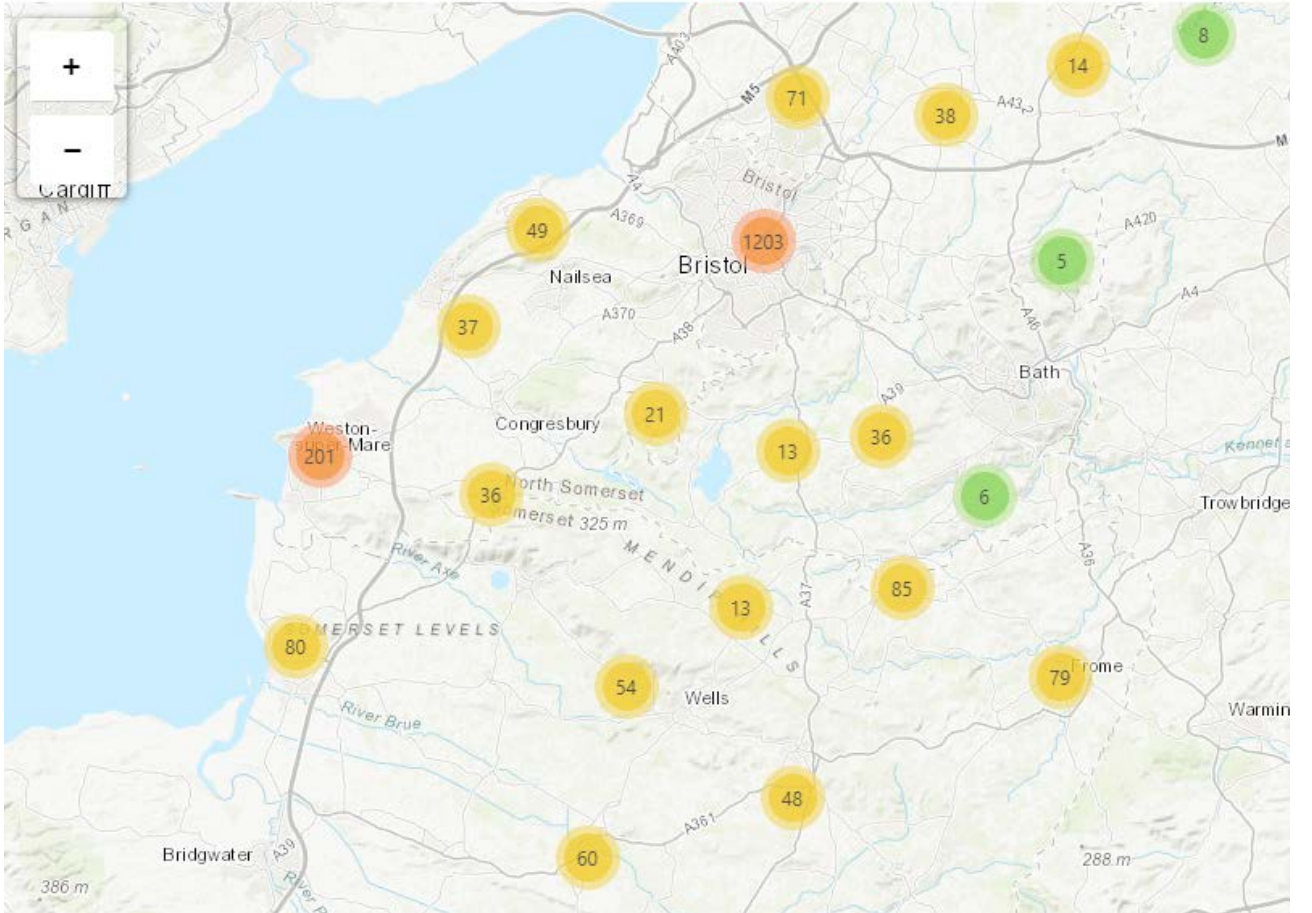 +
−
Cardiff
RGAN
A403
M5
71
38
14
8
A432
M
Bristol
A4
A369
49
1203
Bristol
A420
5
Nailsea
37
A370
A38
A46
A4
Bath
21
A39
Congresbury
Weston-
super-Mare
201
13
36
36
North Somerset
Somerset 325 m
6
Kennet a
Trowbridge
MENDIP HILLS
River Axe
A36
85
A37
13
SOMERSET LEVELS
80
54
Wells
79
Frome
River Brue
Warmin
48
A361
60
Bridgwater
A39
288 m
386 m
River P